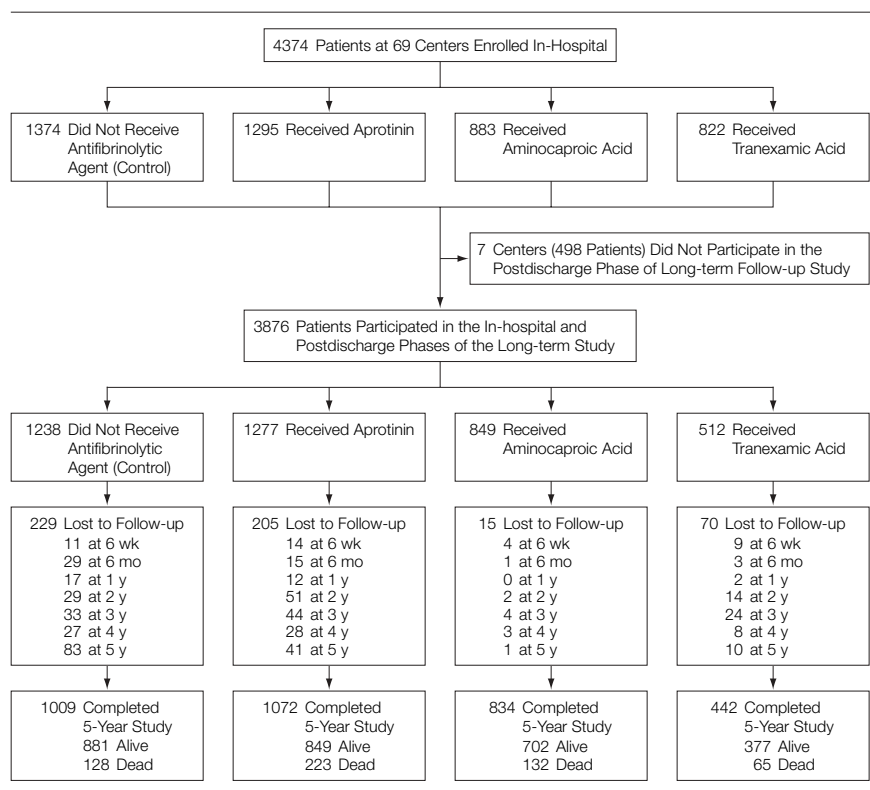 4374 Patients at 69 Centers Enrolled In-Hospital
1374 Did Not Receive
Antifibrinolytic
Agent (Control)
1295 Received Aprotinin
883 Received
Aminocaproic Acid
822 Received
Tranexamic Acid
7 Centers (498 Patients) Did Not Participate in the
Postdischarge Phase of Long-term Follow-up Study
3876 Patients Participated in the In-hospital and
Postdischarge Phases of the Long-term Study
1238 Did Not Receive
Antifibrinolytic
Agent (Control)
1277 Received Aprotinin
849 Received
Aminocaproic Acid
512 Received
Tranexamic Acid
229 Lost to Follow-up
11 at 6 wk
29 at 6 mo
17 at 1 y
29 at 2 y
33 at 3 y
27 at 4 y
83 at 5 y
205 Lost to Follow-up
14 at 6 wk
15 at 6 mo
12 at 1 y
51 at 2 y
44 at 3 y
28 at 4 y
41 at 5 y
15 Lost to Follow-up
4 at 6 wk
1 at 6 mo
0 at 1 y
2 at 2 y
4 at 3 y
3 at 4 y
1 at 5 y
70 Lost to Follow-up
9 at 6 wk
3 at 6 mo
2 at 1 y
14 at 2 y
24 at 3 y
8 at 4 y
10 at 5 y
1009 Completed
5-Year Study
881 Alive
128 Dead
1072 Completed
5-Year Study
849 Alive
223 Dead
834 Completed
5-Year Study
702 Alive
132 Dead
442 Completed
5-Year Study
377 Alive
65 Dead